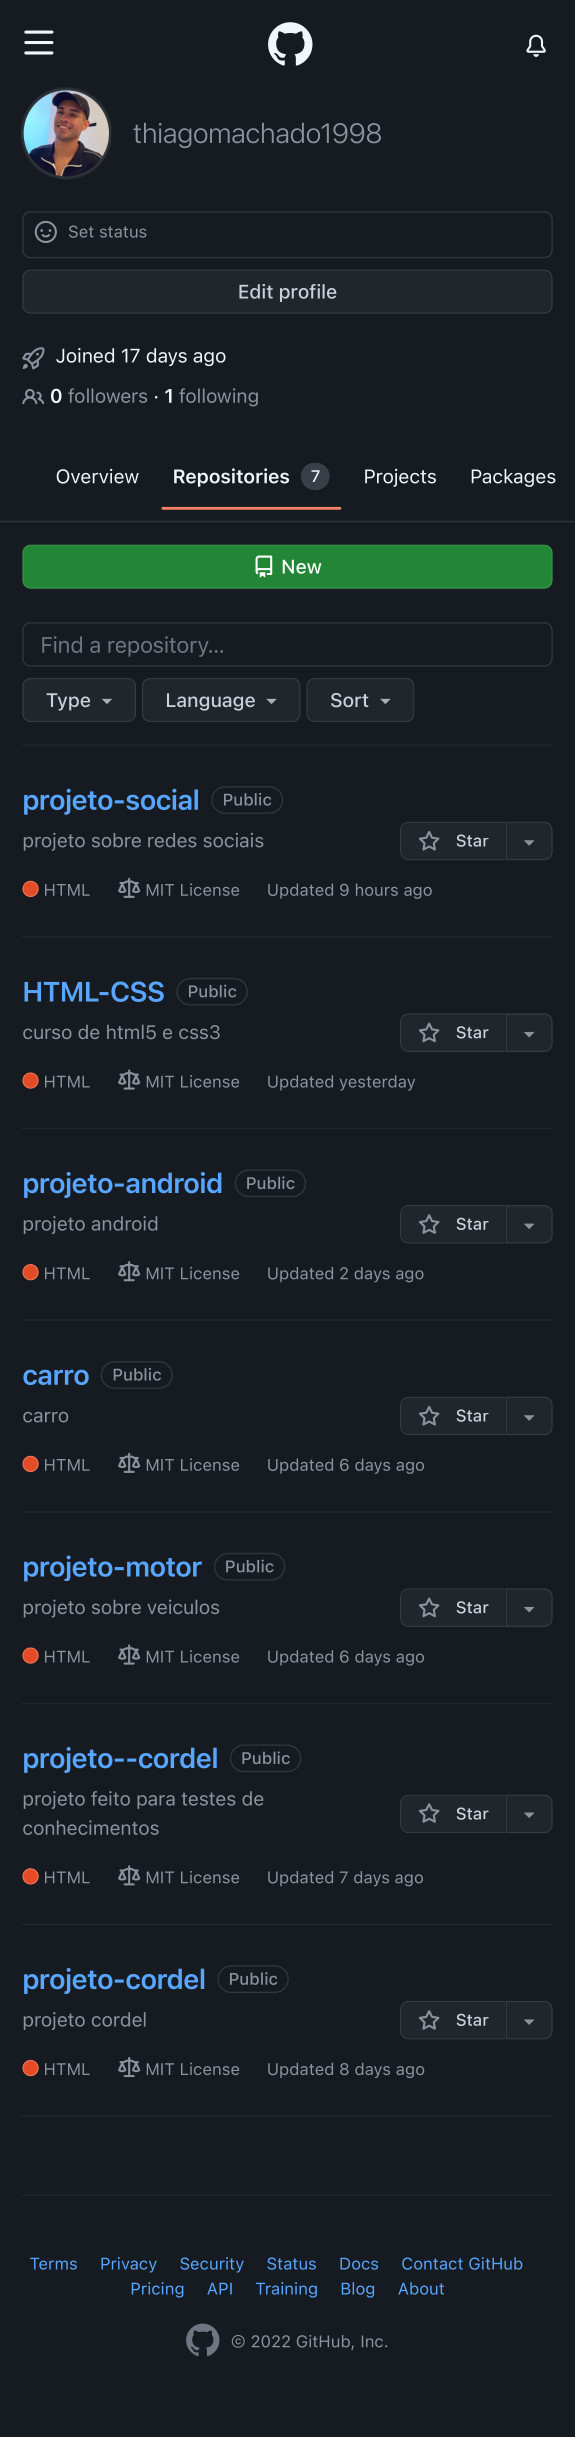 thiagomachado1998
Set status
Edit profile
Joined 17 days ago
0 followers · 1 following
Overview Repositories 7 Projects Packages
New
Find a repository...
Type Language Sort
projeto-social Public
projeto sobre redes sociais
Star
HTML MIT License Updated 9 hours ago
HTML-CSS Public
curso de html5 e css3
Star
HTML MIT License Updated yesterday
projeto-android Public
projeto android
Star
HTML MIT License Updated 2 days ago
carro Public
carro
Star
HTML MIT License Updated 6 days ago
projeto-motor Public
projeto sobre veiculos
Star
HTML MIT License Updated 6 days ago
projeto--cordel Public
projeto feito para testes de
conhecimentos
Star
HTML MIT License Updated 7 days ago
projeto-cordel Public
projeto cordel
Star
HTML MIT License Updated 8 days ago
Terms Privacy Security Status Docs Contact GitHub
Pricing API Training Blog About
© 2022 GitHub, Inc.